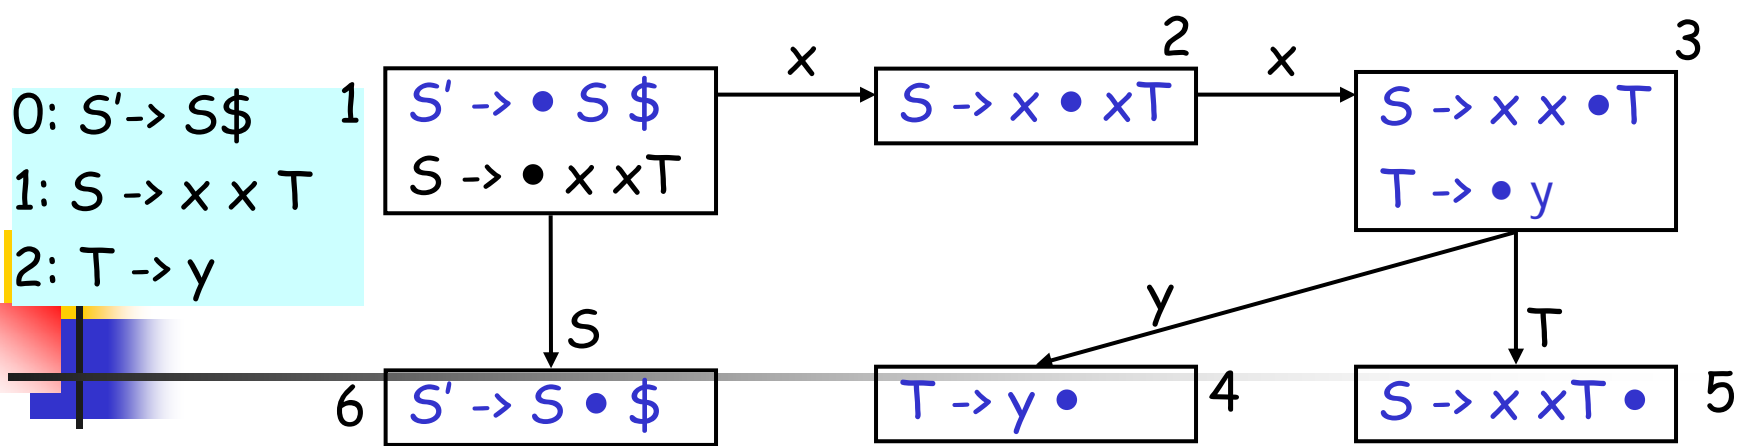 0: S'-> S$
1: S -> x x T
2: T -> y
1
S' -> • S $
S -> • x xT
x
2
S -> x • xT
x
3
S -> x x •T
T -> • y
S
y
T
6
S' -> S • $
4
T -> y •
5
S -> x xT •